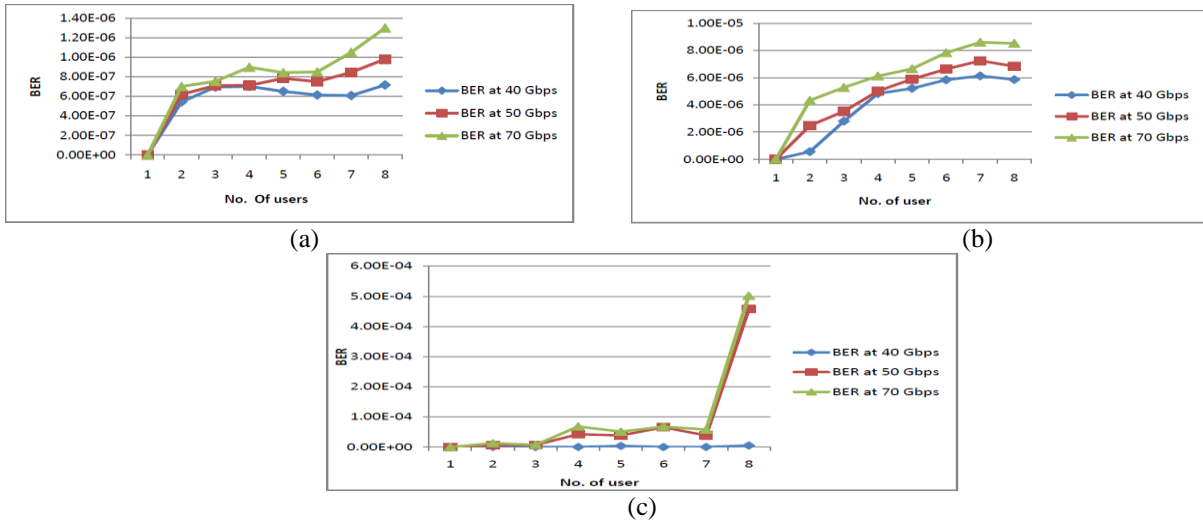 1.40E-06
1.20E-06
1.00E-06
8.00E-07
6.00E-07
4.00E-07
2.00E-07
0.00E+00
BER
1 2 3 4 5 6 7 8
No. Of users
BER at 40 Gbps
BER at 50 Gbps
BER at 70 Gbps
(a)
1.00E-05
8.00E-06
6.00E-06
4.00E-06
2.00E-06
0.00E+00
BER
1 2 3 4 5 6 7 8
No. of user
BER at 40 Gbps
BER at 50 Gbps
BER at 70 Gbps
(b)
6.00E-04
5.00E-04
4.00E-04
3.00E-04
2.00E-04
1.00E-04
0.00E+00
BER
1 2 3 4 5 6 7 8
No. of user
BER at 40 Gbps
BER at 50 Gbps
BER at 70 Gbps
(c)